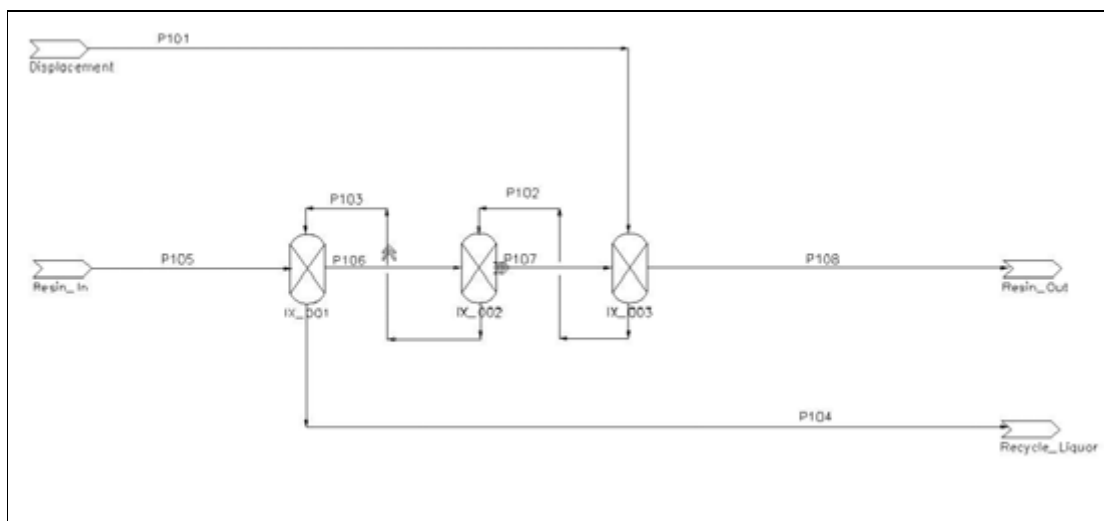 P101
Displacement
P103
P102
P105
P106
P107
P108
Resin_In
Resin_Out
IX_001
IX_002
IX_003
P104
Recycle_Liquor